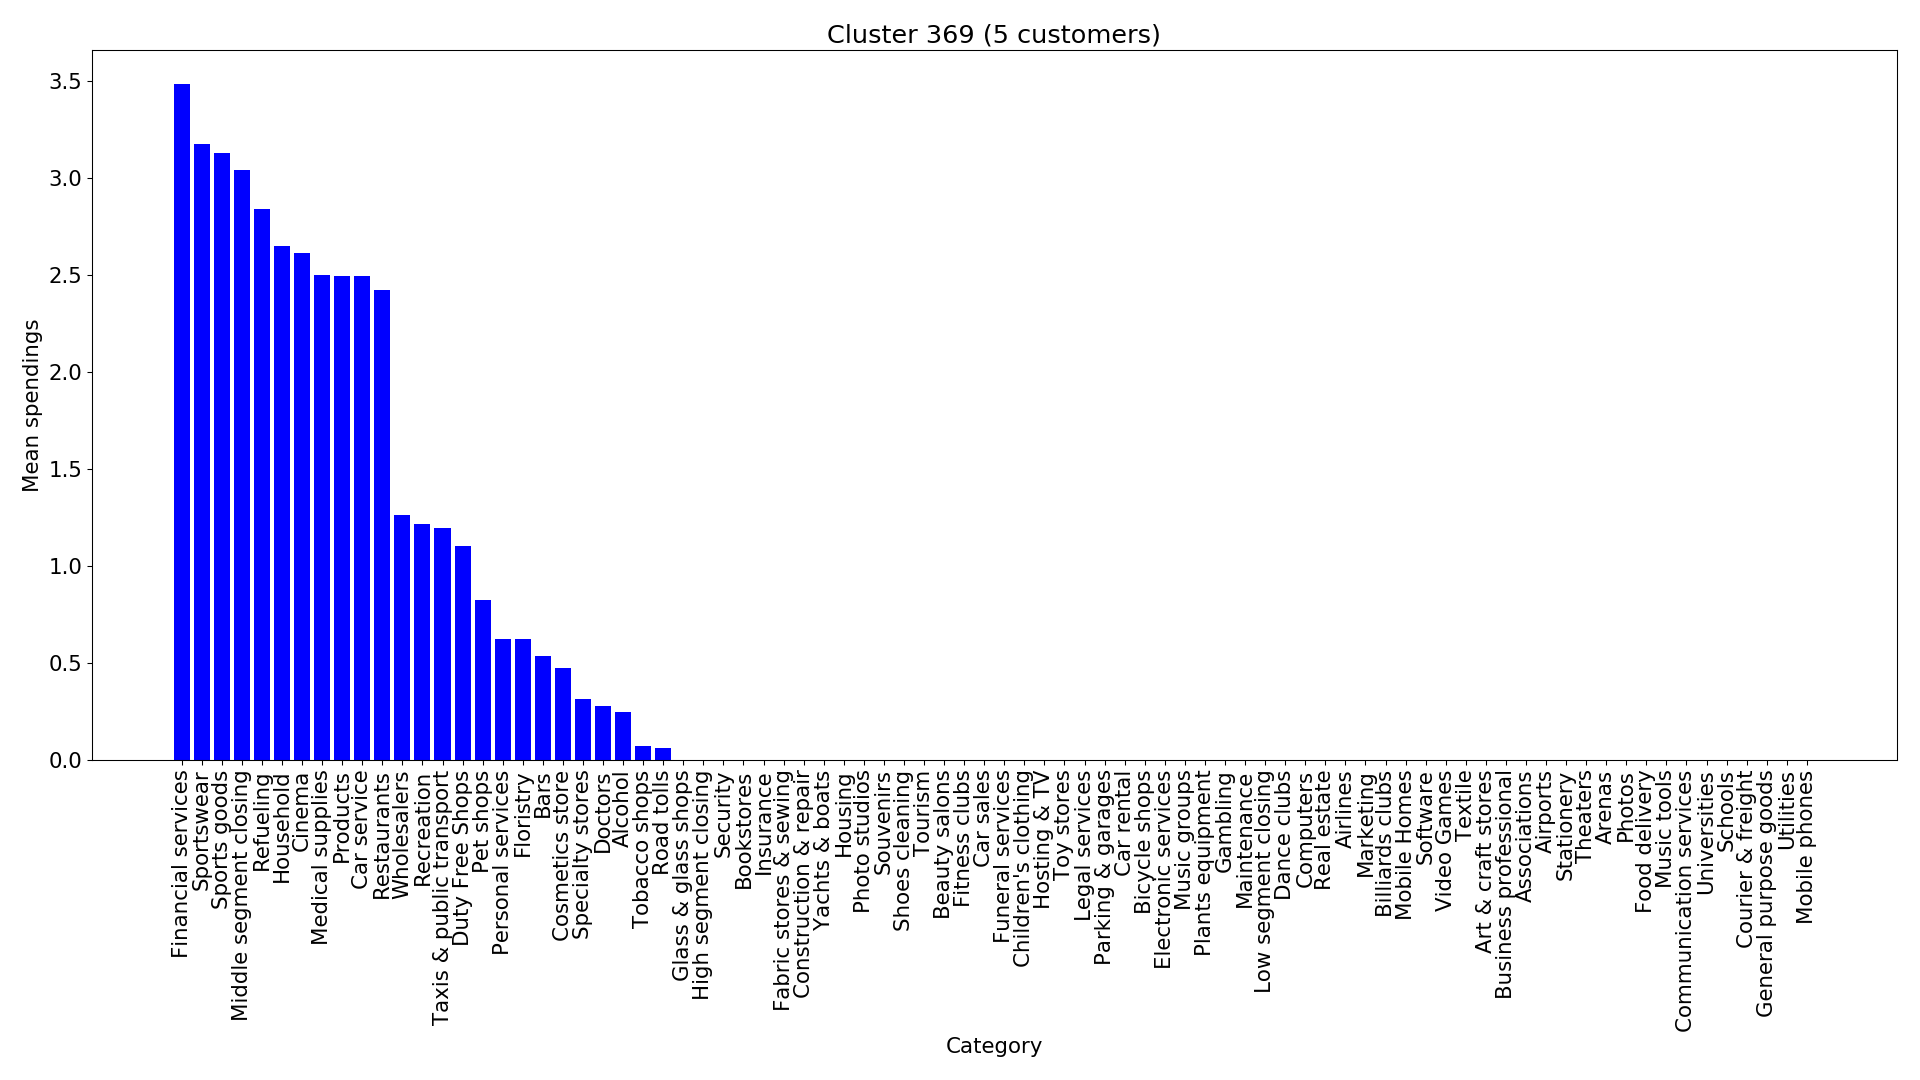 Cluster 369 (5 customers)
Mean spendings
3.5
3.0
2.5
2.0
1.5
1.0
0.5
0.0
Financial services
Sportswear
Sports goods
Middle segment closing
Refueling
Household
Cinema
Medical supplies
Products
Car service
Restaurants
Wholesalers
Recreation
Taxis & public transport
Duty Free Shops
Pet shops
Personal services
Floristry
Bars
Cosmetics store
Specialty stores
Doctors
Alcohol
Tobacco shops
Road tolls
Glass & glass shops
High segment closing
Security
Bookstores
Insurance
Fabric stores & sewing
Construction & repair
Yachts & boats
Housing
Photo studios
Souvenirs
Shoes cleaning
Tourism
Beauty salons
Fitness clubs
Car sales
Funeral services
Children's clothing
Hosting & TV
Toy stores
Legal services
Parking & garages
Car rental
Bicycle shops
Electronic services
Music groups
Plants equipment
Gambling
Maintenance
Low segment closing
Dance clubs
Computers
Real estate
Airlines
Marketing
Billiards clubs
Mobile Homes
Software
Video Games
Textile
Art & craft stores
Business professional
Associations
Airports
Stationery
Theaters
Arenas
Photos
Food delivery
Music tools
Communication services
Universities
Schools
Courier & freight
General purpose goods
Utilities
Mobile phones
Category